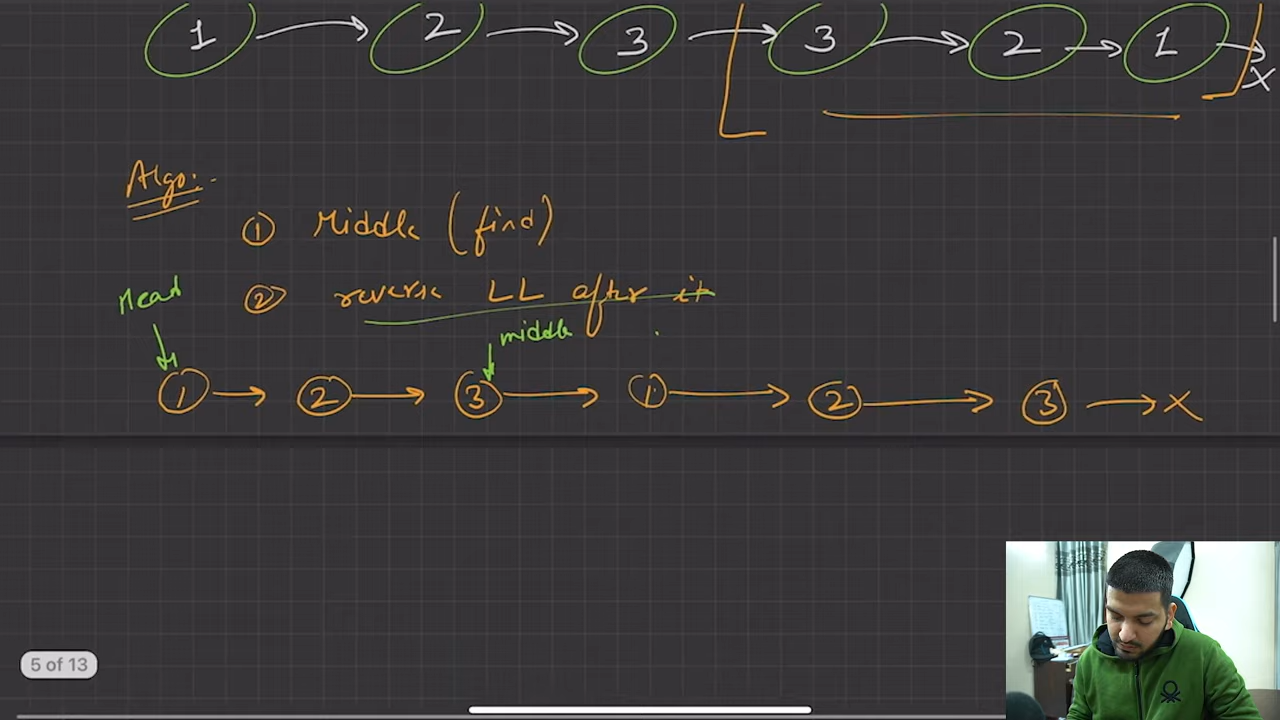 1 → 2 → 3 → 3 → 2 → 1 → X
Algo:-
① Middle (find)
② reverse LL after it
Head
middle
① → ② → ③ → ① → ② → ③ → X
5 of 13